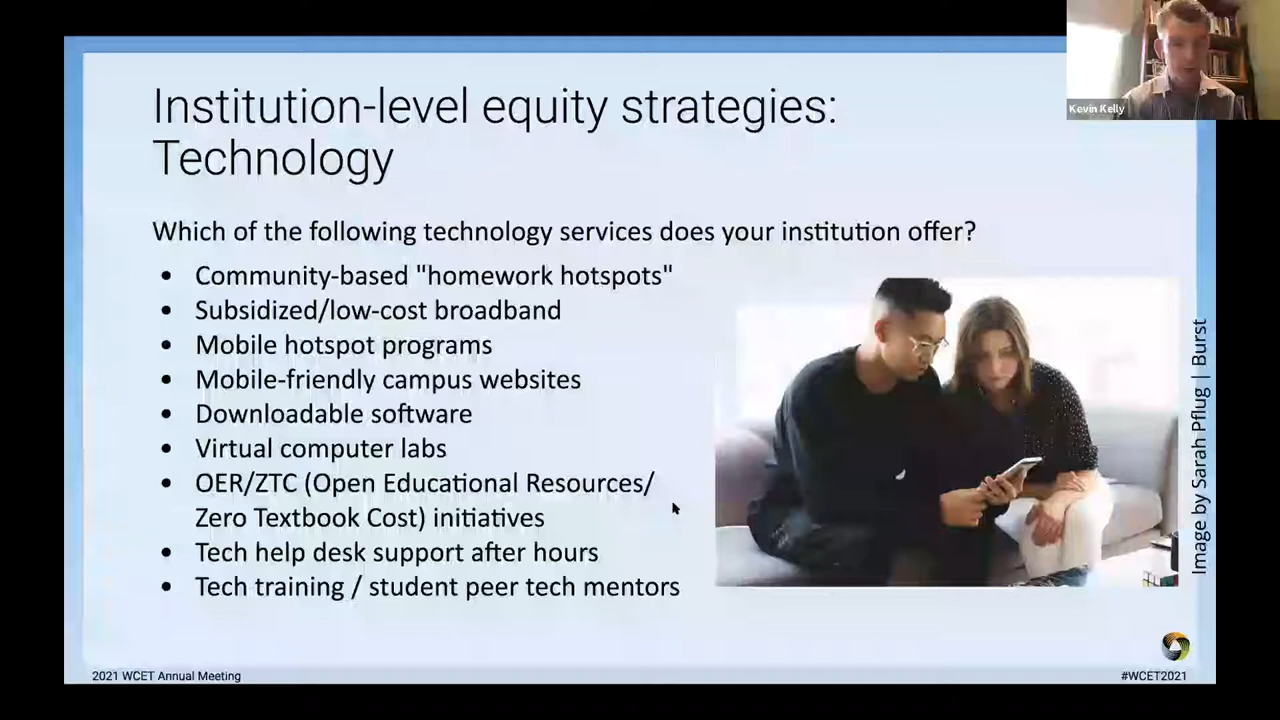 Institution-level equity strategies:
Technology
Kevin Kelly
Which of the following technology services does your institution offer?
• Community-based "homework hotspots"
• Subsidized/low-cost broadband
• Mobile hotspot programs
• Mobile-friendly campus websites
• Downloadable software
• Virtual computer labs
• OER/ZTC (Open Educational Resources/
Zero Textbook Cost) initiatives
• Tech help desk support after hours
• Tech training / student peer tech mentors
Image by Sarah Pflug | Burst
2021 WCET Annual Meeting
#WCET2021